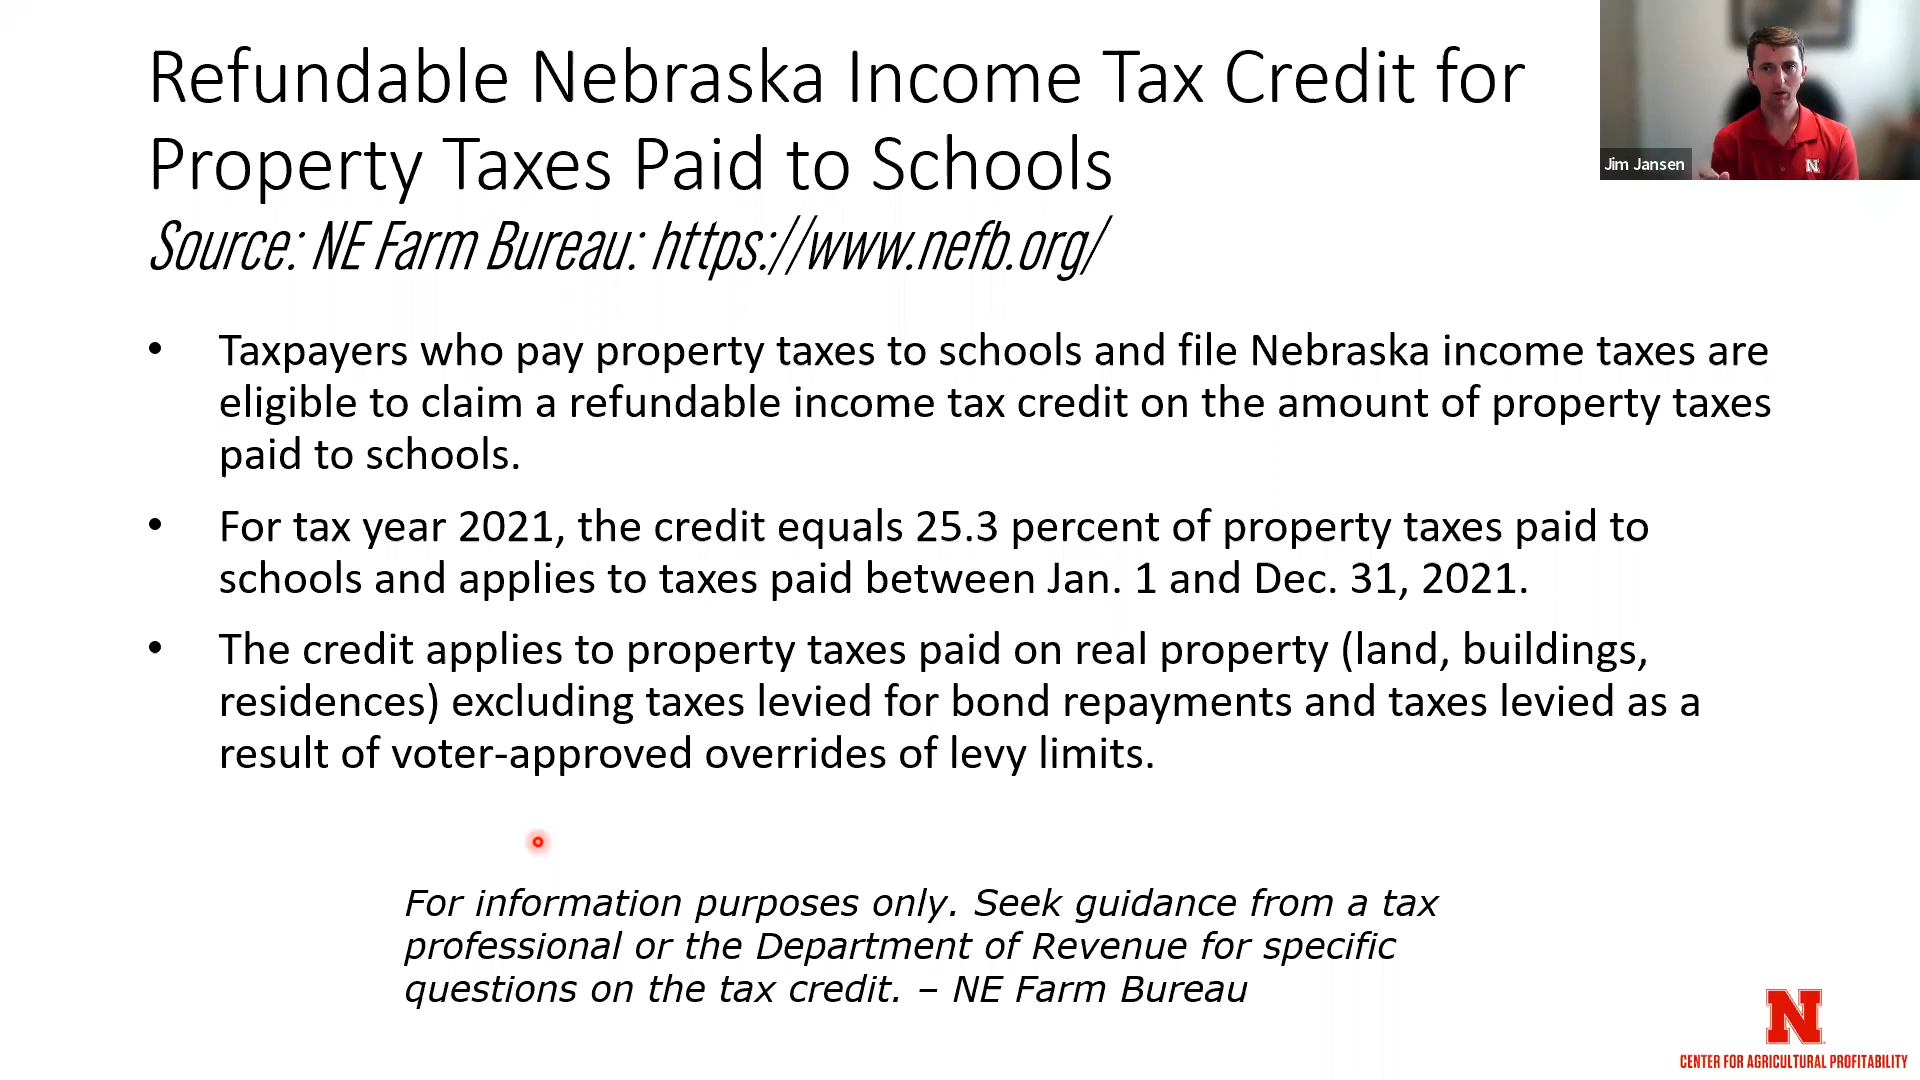 Refundable Nebraska Income Tax Credit for
Property Taxes Paid to Schools
Source: NE Farm Bureau: https://www.nefb.org/
Jim Jansen
N
• Taxpayers who pay property taxes to schools and file Nebraska income taxes are
eligible to claim a refundable income tax credit on the amount of property taxes
paid to schools.
• For tax year 2021, the credit equals 25.3 percent of property taxes paid to
schools and applies to taxes paid between Jan. 1 and Dec. 31, 2021.
• The credit applies to property taxes paid on real property (land, buildings,
residences) excluding taxes levied for bond repayments and taxes levied as a
result of voter-approved overrides of levy limits.
For information purposes only. Seek guidance from a tax
professional or the Department of Revenue for specific
questions on the tax credit. – NE Farm Bureau
N
CENTER FOR AGRICULTURAL PROFITABILITY